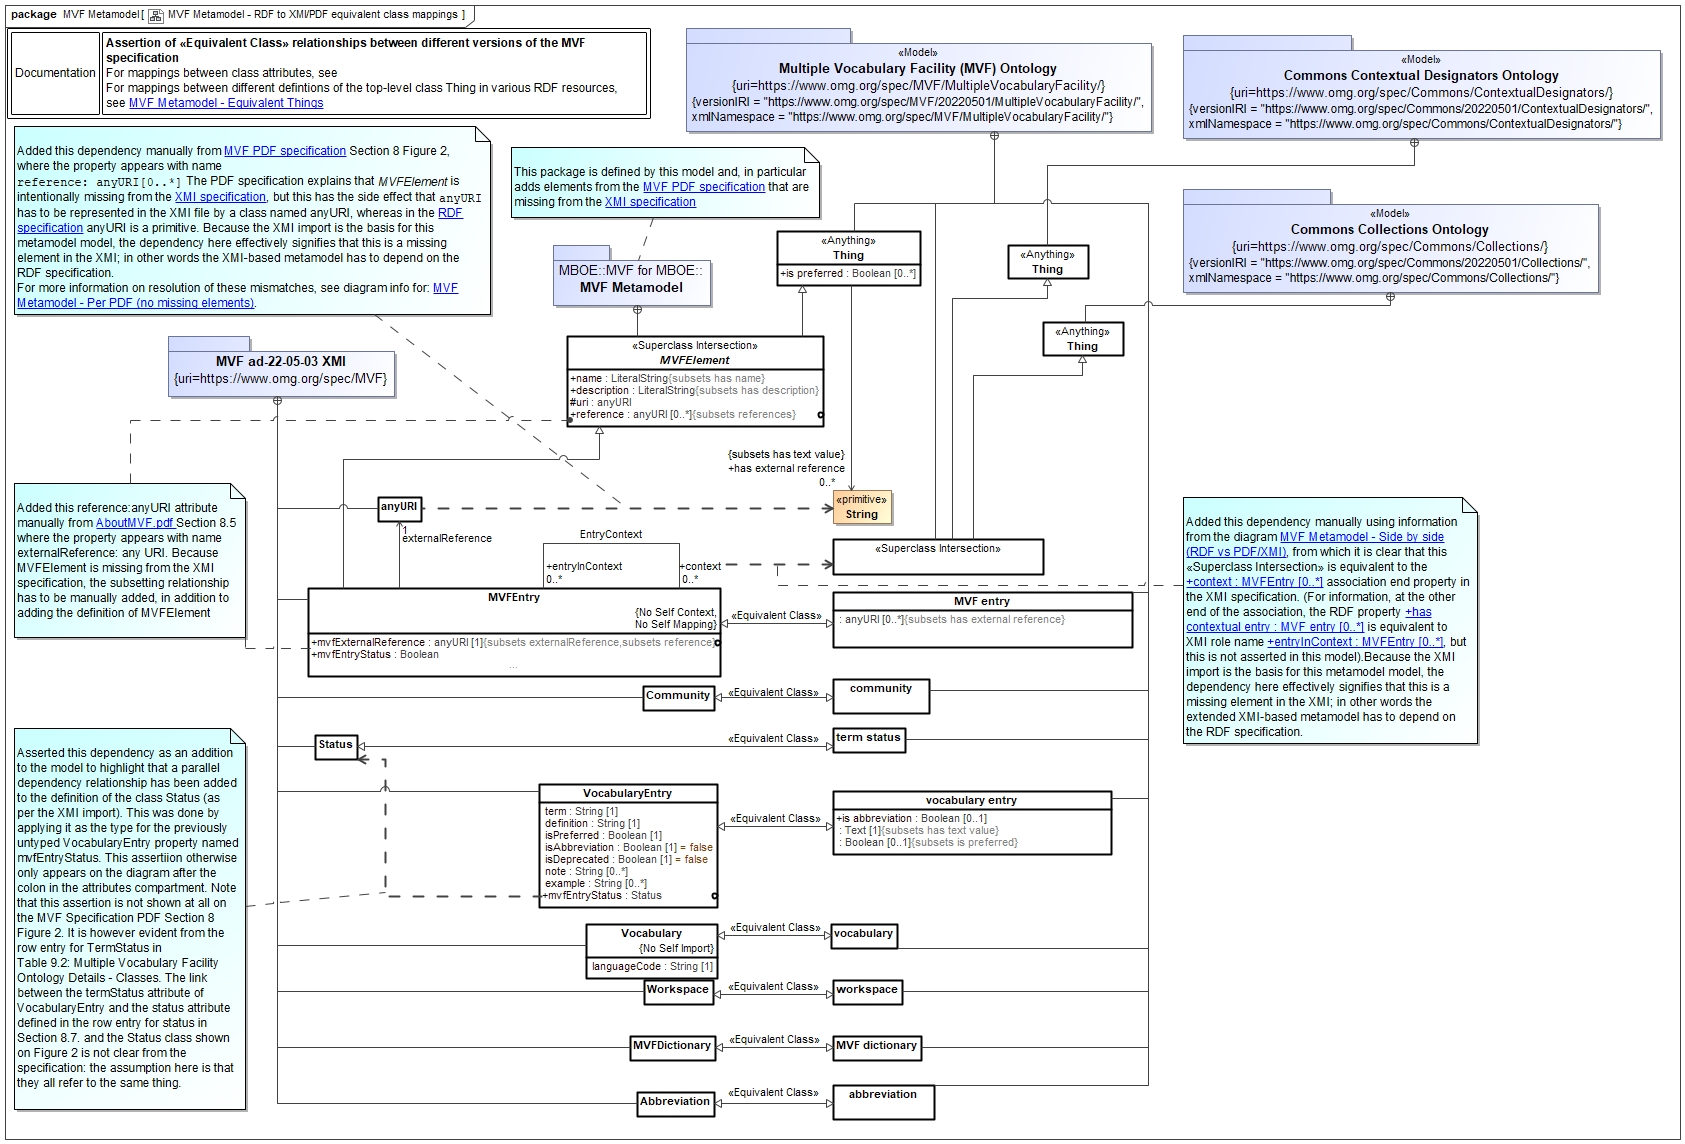 package MVF Metamodel[ MVF Metamodel - RDF to XMI/PDF equivalent class mappings ]
Documentation
Assertion of «Equivalent Class» relationships between different versions of the MVF
specification
For mappings between class attributes, see
For mappings between different defintions of the top-level class Thing in various RDF resources,
see MVF Metamodel - Equivalent Things
«Model»
Multiple Vocabulary Facility (MVF) Ontology
{uri=https://www.omg.org/spec/MVF/MultipleVocabularyFacility/}
{versionIRI = "https://www.omg.org/spec/MVF/20220501/MultipleVocabularyFacility/",
xmlNamespace = "https://www.omg.org/spec/MVF/MultipleVocabularyFacility/"}
«Model»
Commons Contextual Designators Ontology
{uri=https://www.omg.org/spec/Commons/ContextualDesignators/}
{versionIRI = "https://www.omg.org/spec/Commons/20220501/ContextualDesignators/",
xmlNamespace = "https://www.omg.org/spec/Commons/ContextualDesignators/"}
Added this dependency manually from MVF PDF specification Section 8 Figure 2,
where the property appears with name
reference: anyURI[0..*] The PDF specification explains that MVFElement is
intentionally missing from the XMI specification, but this has the side effect that anyURI
has to be represented in the XMI file by a class named anyURI, whereas in the RDF
specification anyURI is a primitive. Because the XMI import is the basis for this
metamodel model, the dependency here effectively signifies that this is a missing
element in the XMI; in other words the XMI-based metamodel has to depend on the
RDF specification.
For more information on resolution of these mismatches, see diagram info for: MVF
Metamodel - Per PDF (no missing elements).
This package is defined by this model and, in particular
adds elements from the MVF PDF specification that are
missing from the XMI specification
«Model»
Commons Collections Ontology
{uri=https://www.omg.org/spec/Commons/Collections/}
{versionIRI = "https://www.omg.org/spec/Commons/20220501/Collections/",
xmlNamespace = "https://www.omg.org/spec/Commons/Collections/"}
«Anything»
Thing
+is preferred : Boolean [0..*]
«Anything»
Thing
«Anything»
Thing
MBOE::MVF for MBOE::
MVF Metamodel
MVF ad-22-05-03 XMI
{uri=https://www.omg.org/spec/MVF}
«Superclass Intersection»
MVFElement
+name : LiteralString{subsets has name}
+description : LiteralString{subsets has description}
#uri : anyURI
+reference : anyURI [0..*]{subsets references}
{subsets has text value}
+has external reference
0..*
«primitive»
String
anyURI
1
externalReference
Added this reference:anyURI attribute
manually from AboutMVF.pdf Section 8.5
where the property appears with name
externalReference: any URI. Because
MVFElement is missing from the XMI
specification, the subsetting relationship
has to be manually added, in addition to
adding the definition of MVFElement
EntryContext
+entryInContext
0..*
+context
0..*
«Superclass Intersection»
MVFEntry
{No Self Context,
No Self Mapping}
+mvfExternalReference : anyURI [1]{subsets externalReference,subsets reference}
+mvfEntryStatus : Boolean
...
«Equivalent Class»
MVF entry
: anyURI [0..*]{subsets has external reference}
Added this dependency manually using information
from the diagram MVF Metamodel - Side by side
(RDF vs PDF/XMI), from which it is clear that this
«Superclass Intersection» is equivalent to the
+context : MVFEntry [0..*] association end property in
the XMI specification. (For information, at the other
end of the association, the RDF property +has
contextual entry : MVF entry [0..*] is equivalent to
XMI role name +entryInContext : MVFEntry [0..*], but
this is not asserted in this model).Because the XMI
import is the basis for this metamodel model, the
dependency here effectively signifies that this is a
missing element in the XMI; in other words the
extended XMI-based metamodel has to depend on
the RDF specification.
Community
«Equivalent Class»
community
Status
«Equivalent Class»
term status
Asserted this dependency as an addition
to the model to highlight that a parallel
dependency relationship has been added
to the definition of the class Status (as
per the XMI import). This was done by
applying it as the type for the previously
untyped VocabularyEntry property named
mvfEntryStatus. This assertiion otherwise
only appears on the diagram after the
colon in the attributes compartment. Note
that this assertion is not shown at all on
the MVF Specification PDF Section 8
Figure 2. It is however evident from the
row entry for TermStatus in
Table 9.2: Multiple Vocabulary Facility
Ontology Details - Classes. The link
between the termStatus attribute of
VocabularyEntry and the status attribute
defined in the row entry for status in
Section 8.7. and the Status class shown
on Figure 2 is not clear from the
specification: the assumption here is that
they all refer to the same thing.
VocabularyEntry
term : String [1]
definition : String [1]
isPreferred : Boolean [1]
isAbbreviation : Boolean [1] = false
isDeprecated : Boolean [1] = false
note : String [0..*]
example : String [0..*]
+mvfEntryStatus : Status
«Equivalent Class»
vocabulary entry
+is abbreviation : Boolean [0..1]
: Text [1]{subsets has text value}
: Boolean [0..1]{subsets is preferred}
Vocabulary
{No Self Import}
languageCode : String [1]
«Equivalent Class»
vocabulary
Workspace
«Equivalent Class»
workspace
MVFDictionary
«Equivalent Class»
MVF dictionary
Abbreviation
«Equivalent Class»
abbreviation